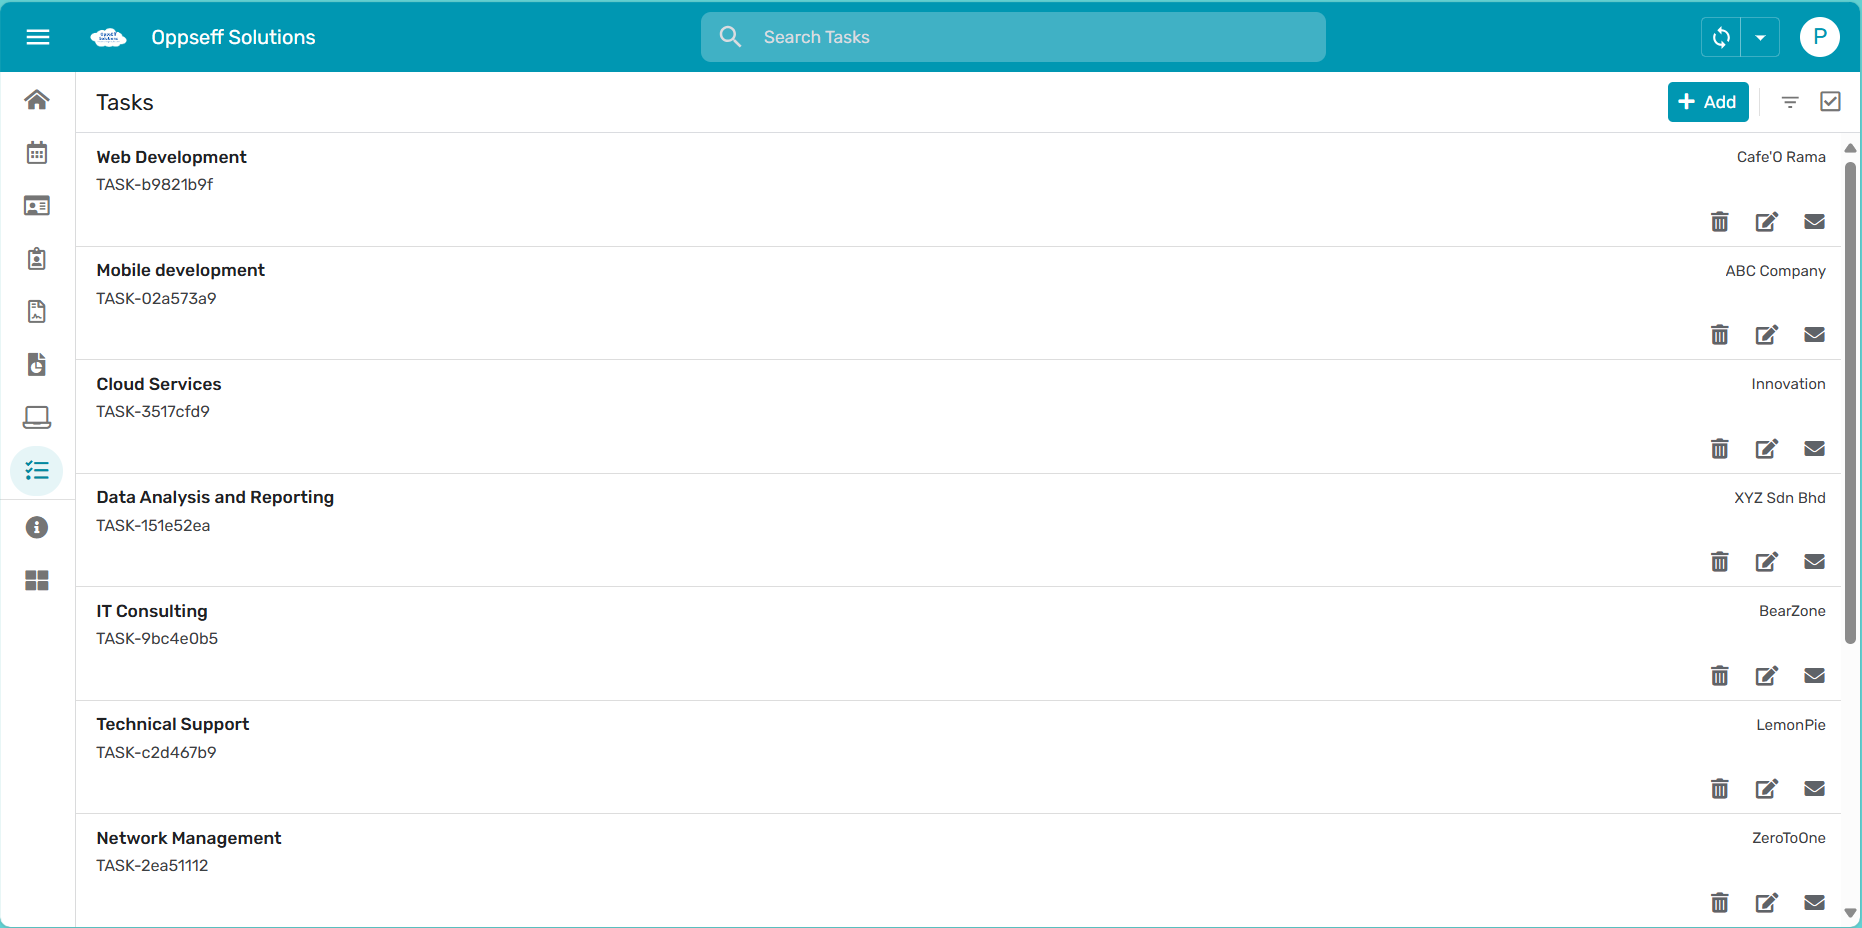 Oppseff Solutions
Search Tasks
P
Tasks
Add
Web Development
Cafe'O Rama
TASK-b9821b9f
Mobile development
ABC Company
TASK-02a573a9
Cloud Services
Innovation
TASK-3517cfd9
Data Analysis and Reporting
XYZ Sdn Bhd
TASK-151e52ea
IT Consulting
BearZone
TASK-9bc4e0b5
Technical Support
LemonPie
TASK-c2d467b9
Network Management
ZeroToOne
TASK-2ea51112